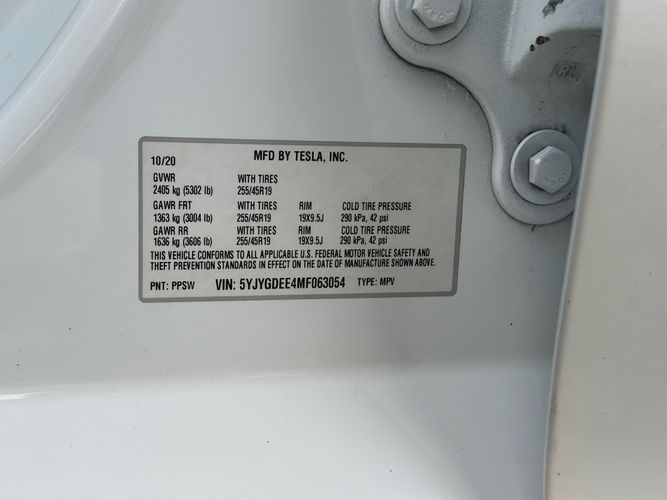 10/20 MFD BY TESLA, INC.
GVWR WITH TIRES
2405 kg (5302 lb) 255/45R19
GAWR FRT WITH TIRES RIM COLD TIRE PRESSURE
1363 kg (3004 lb) 255/45R19 19X9.5J 290 kPa, 42 psi
GAWR RR WITH TIRES RIM COLD TIRE PRESSURE
1636 kg (3606 lb) 255/45R19 19X9.5J 290 kPa, 42 psi
THIS VEHICLE CONFORMS TO ALL APPLICABLE U.S. FEDERAL MOTOR VEHICLE SAFETY AND
THEFT PREVENTION STANDARDS IN EFFECT ON THE DATE OF MANUFACTURE SHOWN ABOVE.
PNT: PPSW VIN: 5YJYGDEE4MF063054 TYPE: MPV